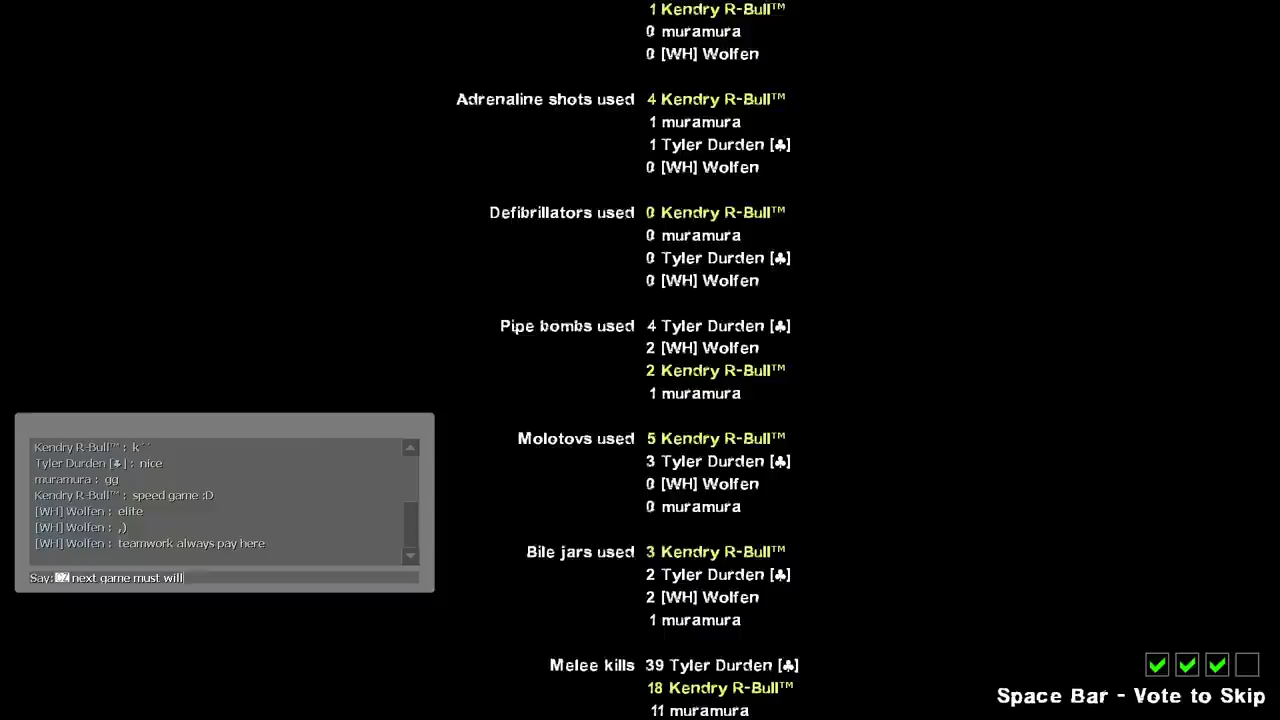 1 Kendry R-Bull™
0 muramura
0 [WH] Wolfen
Adrenaline shots used 4 Kendry R-Bull™
1 muramura
1 Tyler Durden [♣]
0 [WH] Wolfen
Defibrillators used 0 Kendry R-Bull™
0 muramura
0 Tyler Durden [♣]
0 [WH] Wolfen
Pipe bombs used 4 Tyler Durden [♣]
2 [WH] Wolfen
2 Kendry R-Bull™
1 muramura
Molotovs used 5 Kendry R-Bull™
3 Tyler Durden [♣]
0 [WH] Wolfen
0 muramura
Bile jars used 3 Kendry R-Bull™
2 Tyler Durden [♣]
2 [WH] Wolfen
1 muramura
Melee kills 39 Tyler Durden [♣]
18 Kendry R-Bull™
11 muramura
Kendry R-Bull™ : k^^
Tyler Durden [♣] : nice
muramura : gg
Kendry R-Bull™ : speed game :D
[WH] Wolfen : elite
[WH] Wolfen : ,)
[WH] Wolfen : teamwork always pay here
Say: next game must will
Space Bar - Vote to Skip